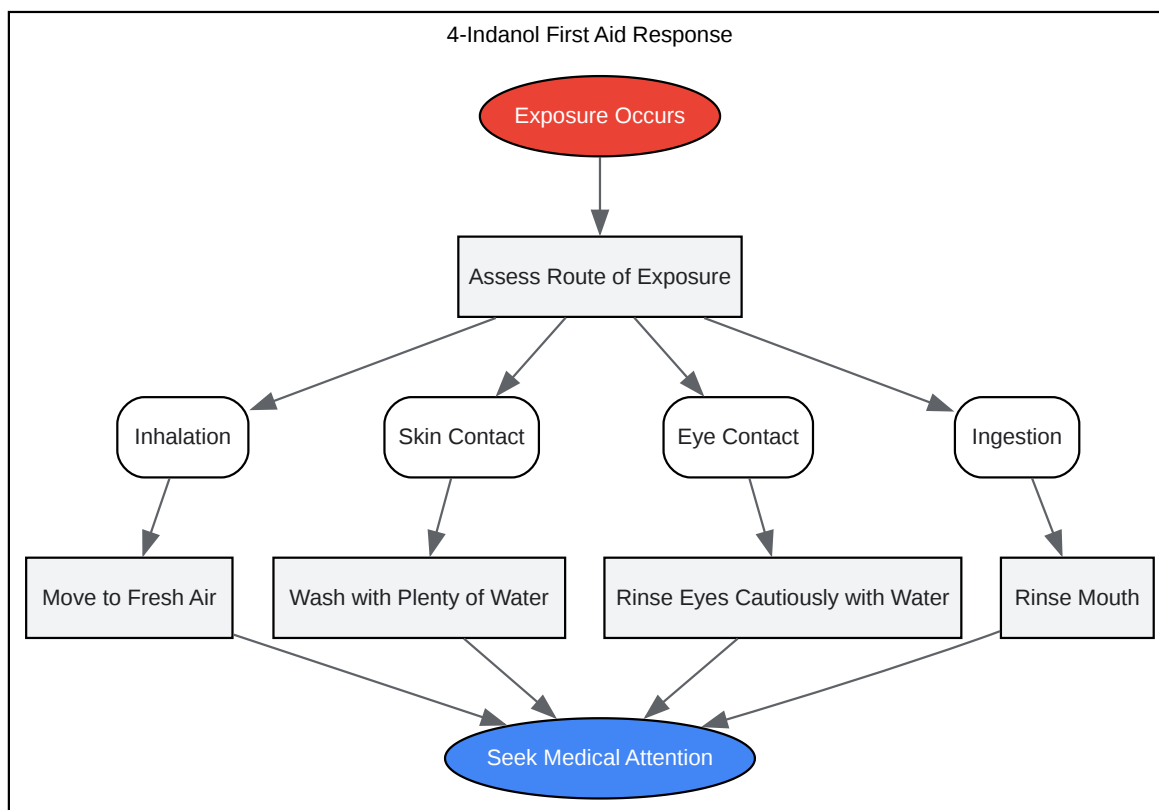 4-Indanol First Aid Response
Exposure Occurs
Assess Route of Exposure
Inhalation
Skin Contact
Eye Contact
Ingestion
Move to Fresh Air
Wash with Plenty of Water
Rinse Eyes Cautiously with Water
Rinse Mouth
Seek Medical Attention